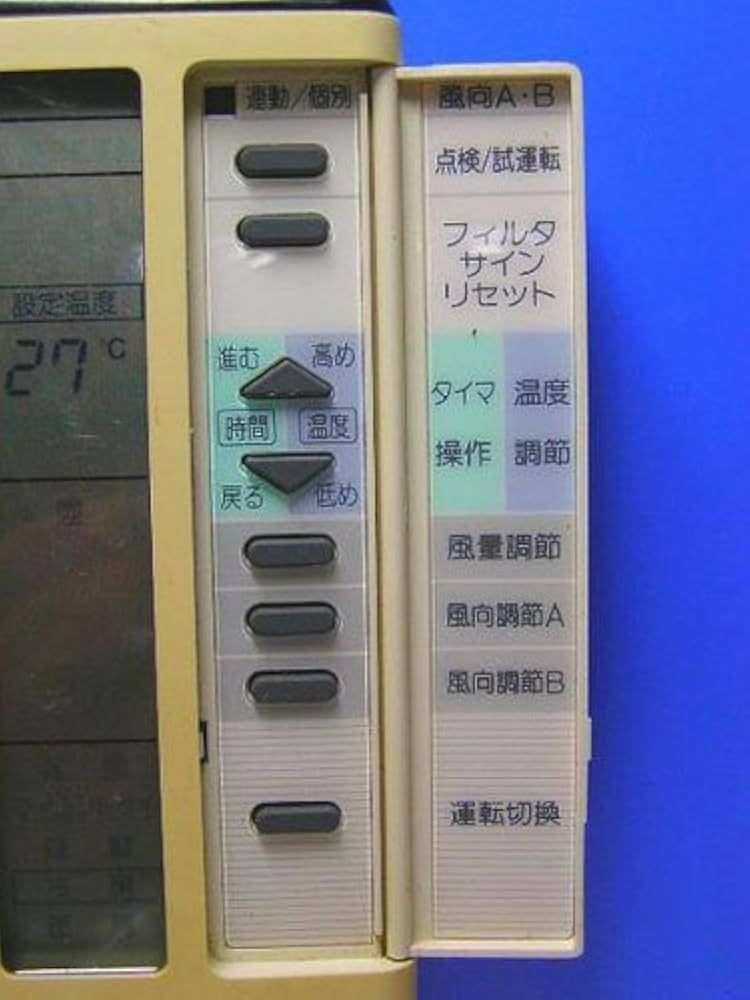 設定温度
27℃
連動/個別
進む 高め
時間 温度
戻る 低め
風向A・B
点検/試運転
フィルタ
サイン
リセット
タイマ 温度
操作 調節
風量調節
風向調節A
風向調節B
運転切換